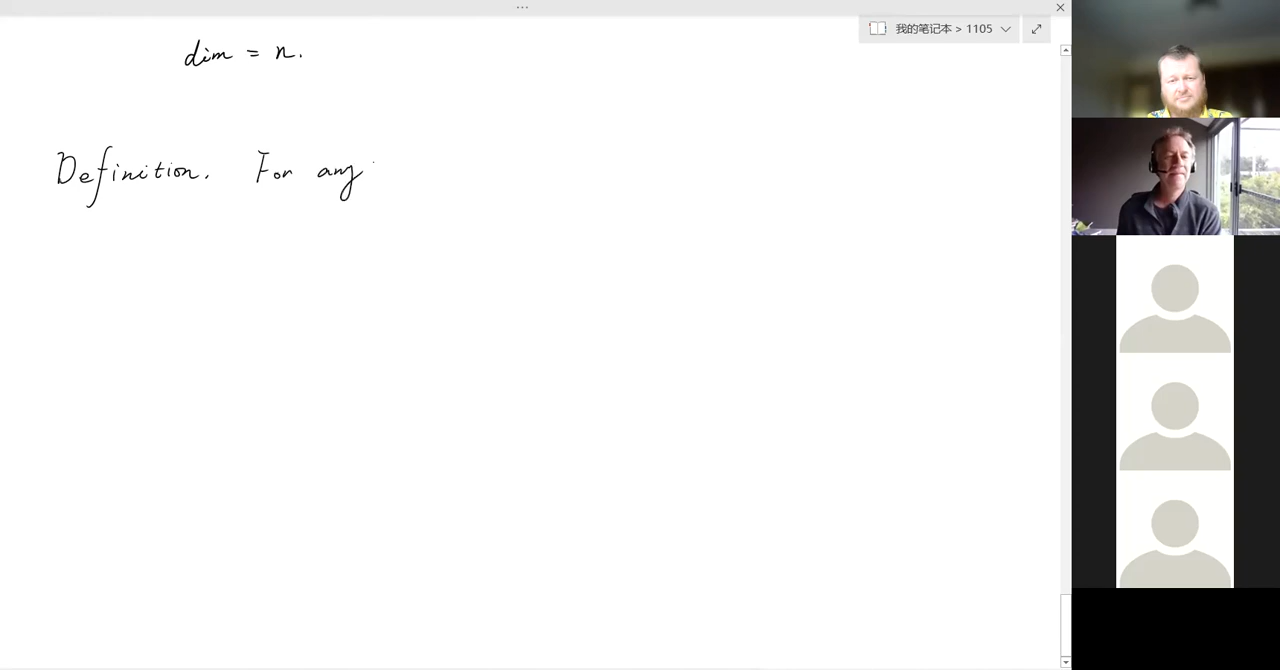 我的笔记本 > 1105
dim = n.
Definition. For any